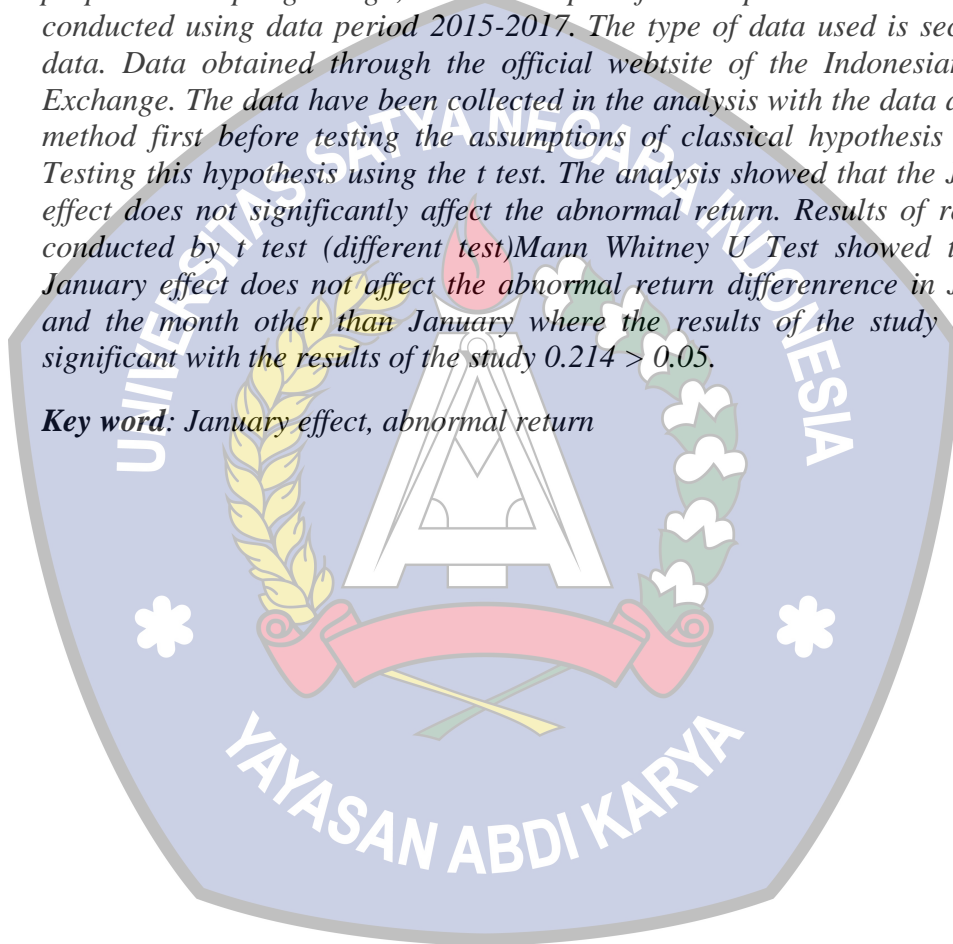 conducted using data period 2015-2017. The type of data used is sec
data. Data obtained through the official webtsite of the Indonesian
Exchange. The data have been collected in the analysis with the data
method first before testing the assumptions of classical hypothesis
Testing this hypothesis using the t test. The analysis showed that the J
effect does not significantly affect the abnormal return. Results of re
conducted by t test (different test)Mann Whitney U Test showed t
January effect does not affect the abnormal return differenrence in J
and the month other than January where the results of the study
significant with the results of the study 0.214 > 0.05.
Key word: January effect, abnormal return
UNIVERSITAS SATYA NEGARA INDONESIA
YAYASAN ABDI KARYA